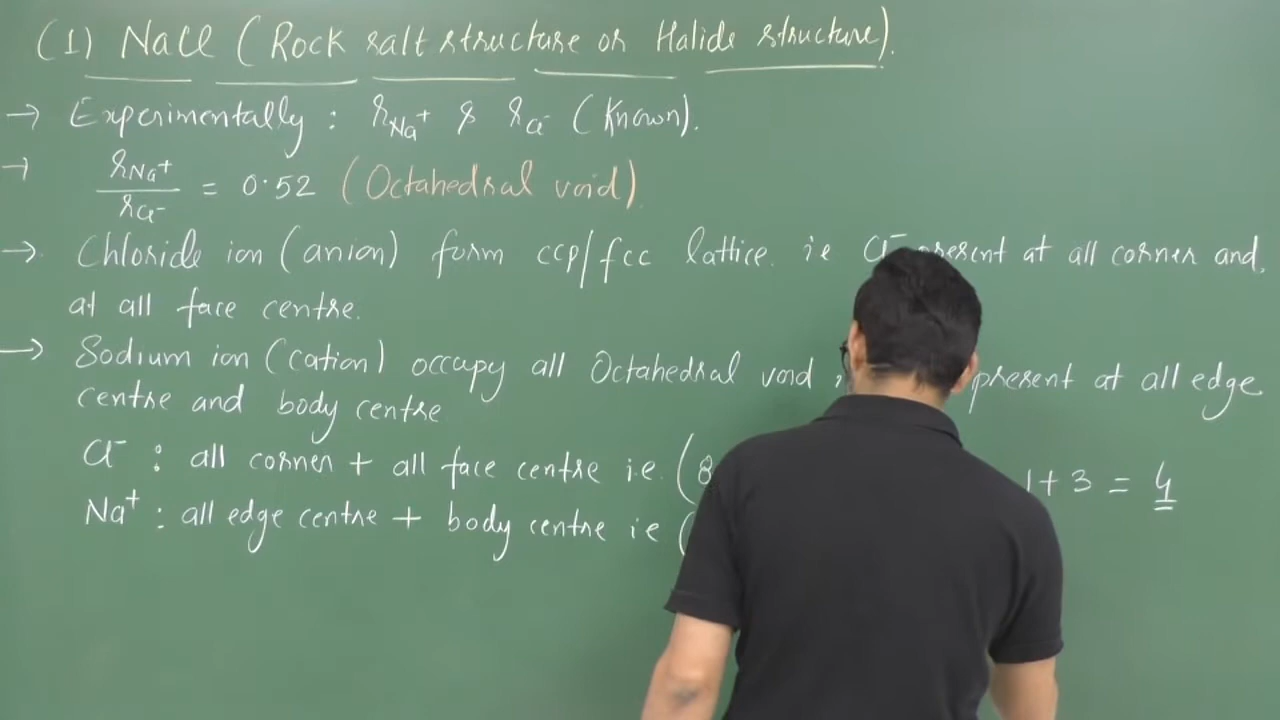 (1) NaCl (Rock salt structure or Halide structure).
→ Experimentally : rNa+ & rCl- (Known).
→ rNa+ / rCl- = 0.52 (Octahedral void)
→ Chloride ion (anion) form ccp/fcc lattice. i.e Cl- present at all corner and
at all face centre.
→ Sodium ion (cation) occupy all Octahedral void present at all edge
centre and body centre
Cl- : all corner + all face centre i.e. (8 1 + 3 = 4
Na+ : all edge centre + body centre i.e (